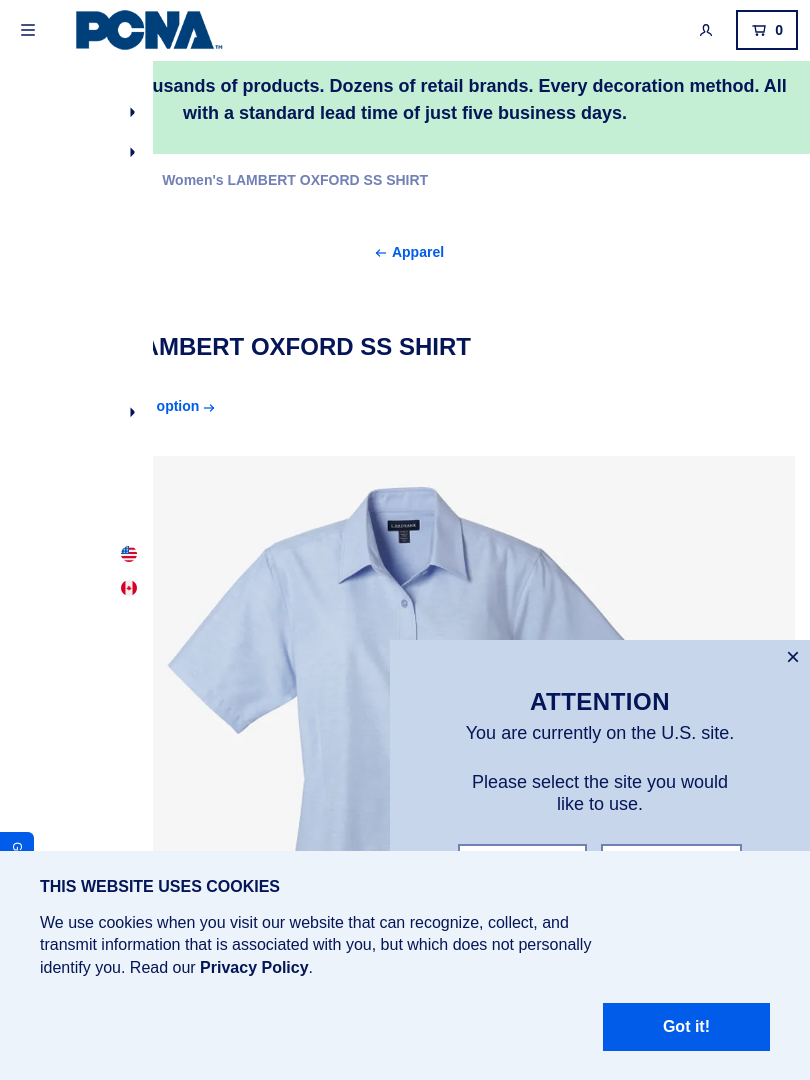 PCNA™
0
usands of products. Dozens of retail brands. Every decoration method. All
with a standard lead time of just five business days.
Women's LAMBERT OXFORD SS SHIRT
← Apparel
AMBERT OXFORD SS SHIRT
option →
ATTENTION
You are currently on the U.S. site.
Please select the site you would
like to use.
G
THIS WEBSITE USES COOKIES
We use cookies when you visit our website that can recognize, collect, and
transmit information that is associated with you, but which does not personally
identify you. Read our Privacy Policy.
Got it!